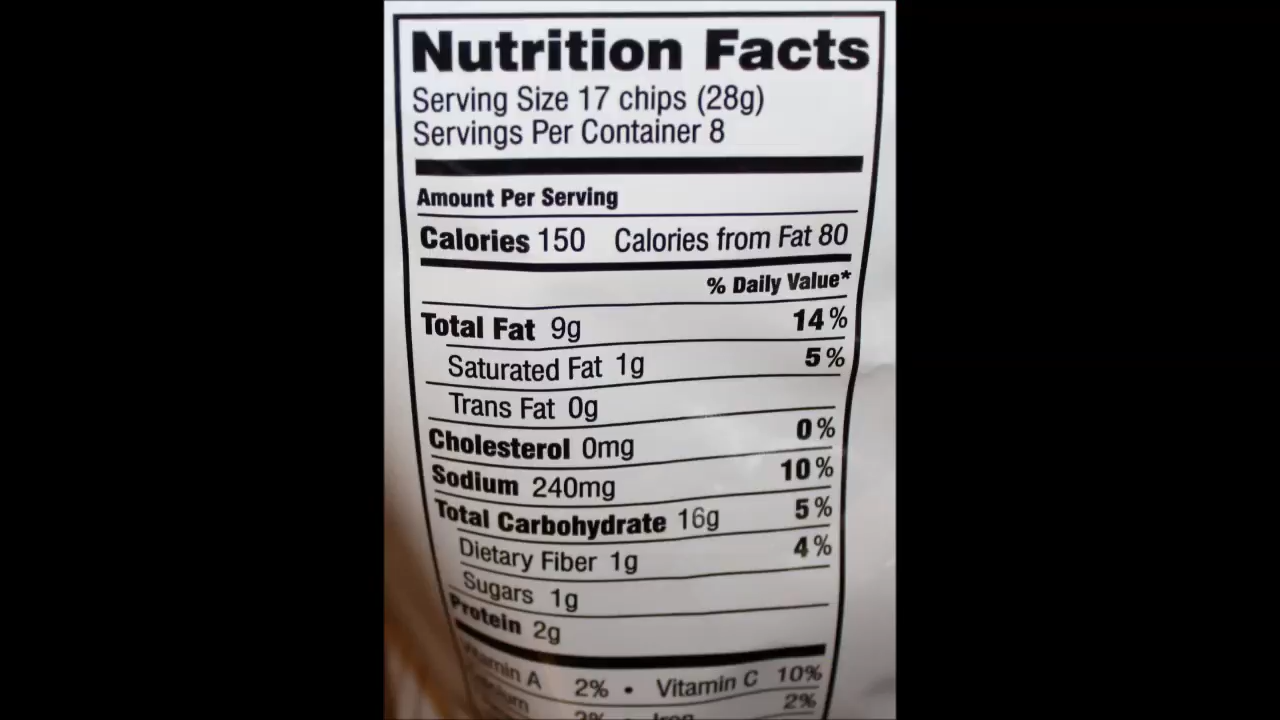 Nutrition Facts
Serving Size 17 chips (28g)
Servings Per Container 8
Amount Per Serving
Calories 150 Calories from Fat 80
% Daily Value*
Total Fat 9g 14%
Saturated Fat 1g 5%
Trans Fat 0g
Cholesterol 0mg 0%
Sodium 240mg 10%
Total Carbohydrate 16g 5%
Dietary Fiber 1g 4%
Sugars 1g
Protein 2g
Vitamin A 2% • Vitamin C 10%
2% • Iron 2%